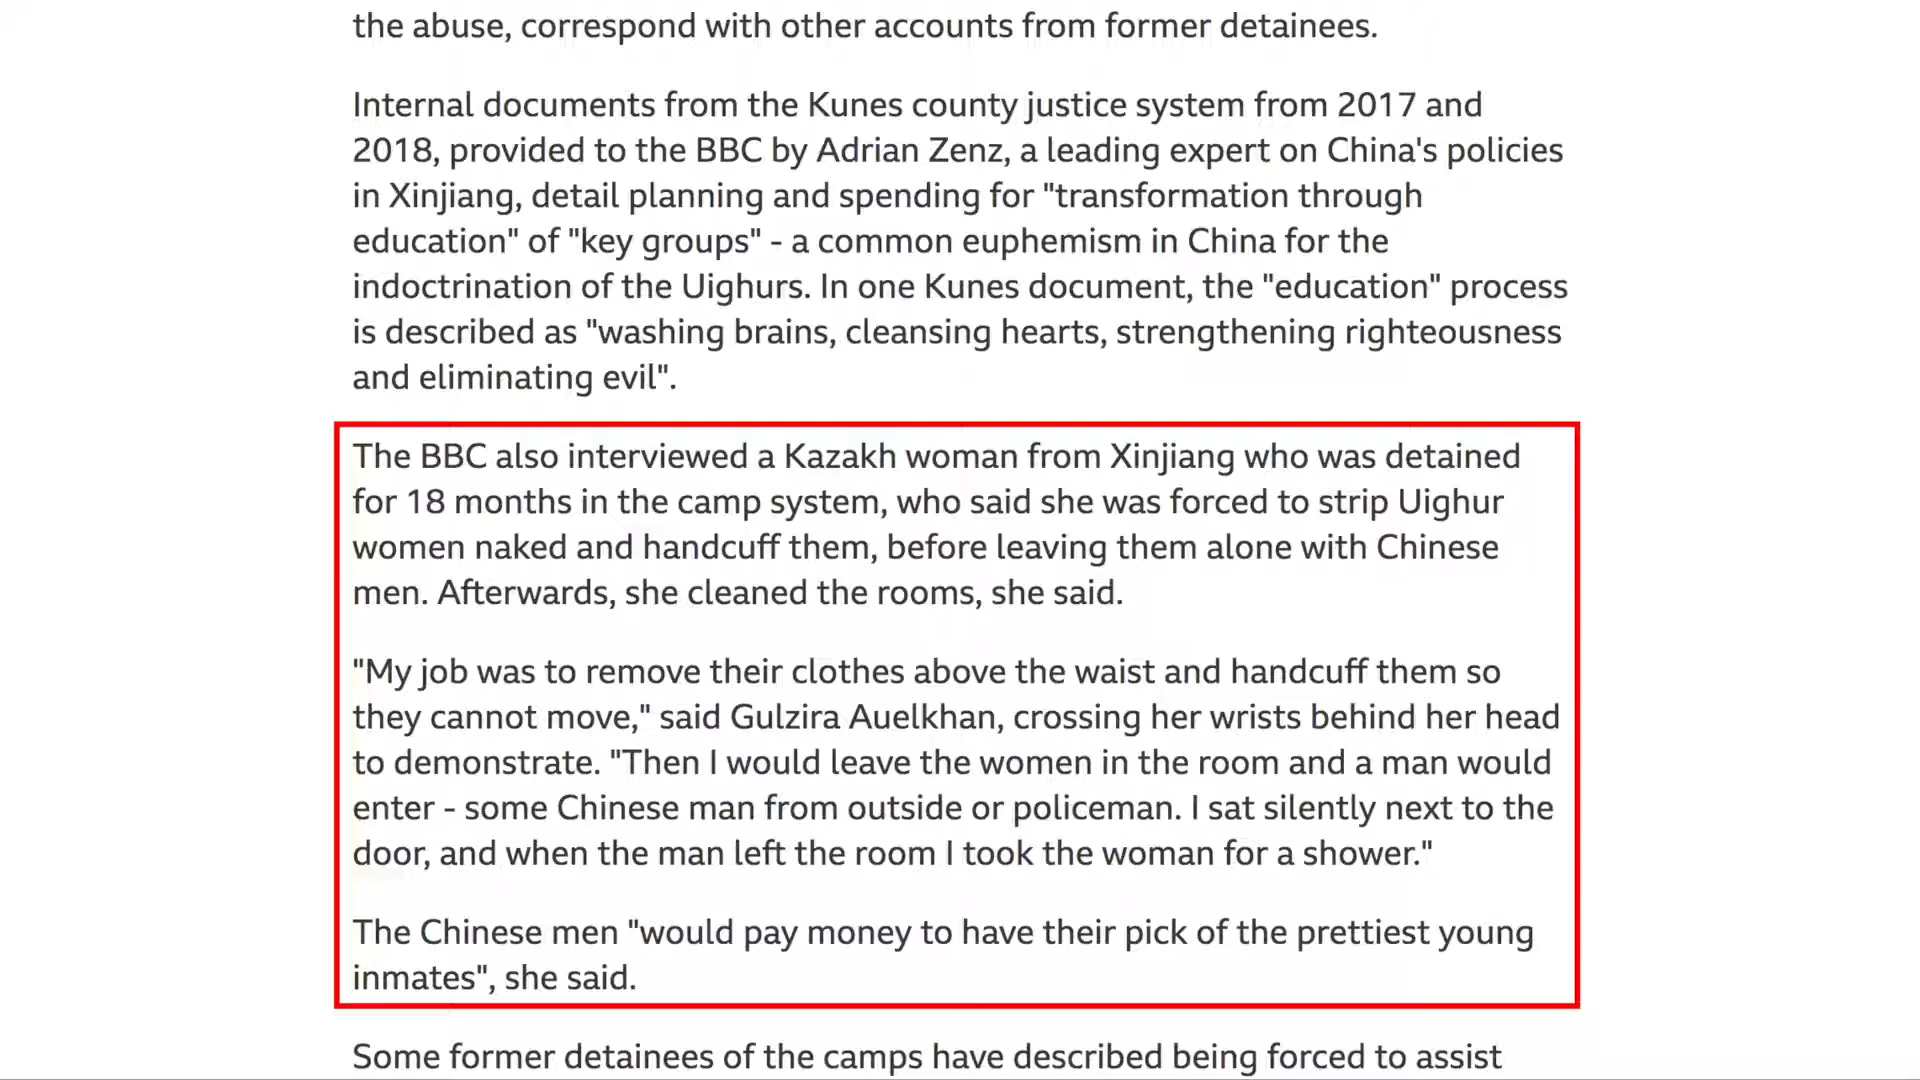 the abuse, correspond with other accounts from former detainees.
Internal documents from the Kunes county justice system from 2017 and
2018, provided to the BBC by Adrian Zenz, a leading expert on China's policies
in Xinjiang, detail planning and spending for "transformation through
education" of "key groups" - a common euphemism in China for the
indoctrination of the Uighurs. In one Kunes document, the "education" process
is described as "washing brains, cleansing hearts, strengthening righteousness
and eliminating evil".
The BBC also interviewed a Kazakh woman from Xinjiang who was detained
for 18 months in the camp system, who said she was forced to strip Uighur
women naked and handcuff them, before leaving them alone with Chinese
men. Afterwards, she cleaned the rooms, she said.
"My job was to remove their clothes above the waist and handcuff them so
they cannot move," said Gulzira Auelkhan, crossing her wrists behind her head
to demonstrate. "Then I would leave the women in the room and a man would
enter - some Chinese man from outside or policeman. I sat silently next to the
door, and when the man left the room I took the woman for a shower."
The Chinese men "would pay money to have their pick of the prettiest young
inmates", she said.
Some former detainees of the camps have described being forced to assist